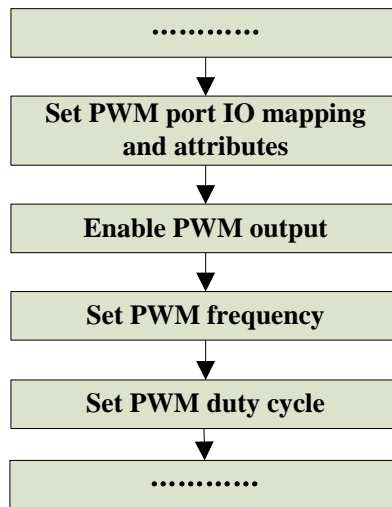 ............
Set PWM port IO mapping
and attributes
Enable PWM output
Set PWM frequency
Set PWM duty cycle
............